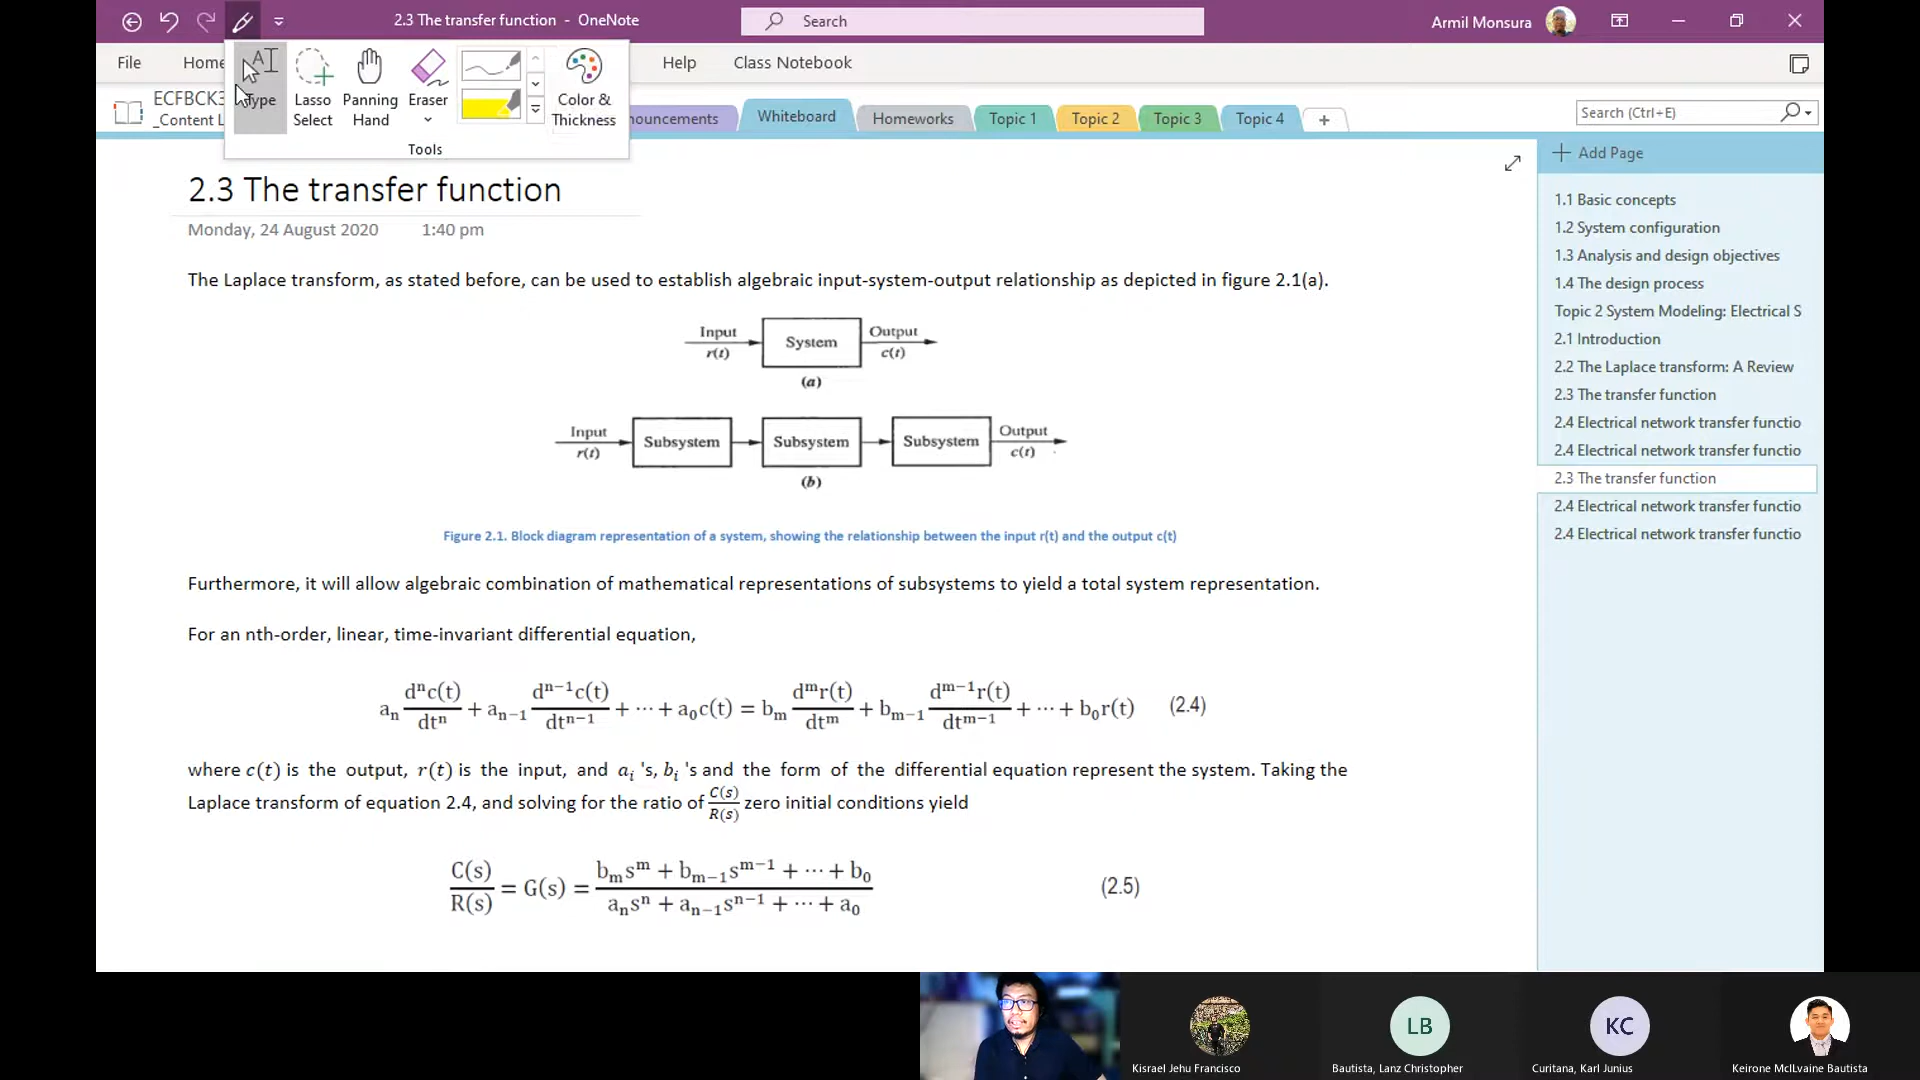 2.3 The transfer function - OneNote
Search
Armil Monsura
File
Home
Help
Class Notebook
Type
Lasso Select
Panning Hand
Eraser
Color & Thickness
Tools
ECFBCK3
_Content L
nouncements
Whiteboard
Homeworks
Topic 1
Topic 2
Topic 3
Topic 4
Search (Ctrl+E)
Add Page
1.1 Basic concepts
1.2 System configuration
1.3 Analysis and design objectives
1.4 The design process
Topic 2 System Modeling: Electrical S
2.1 Introduction
2.2 The Laplace transform: A Review
2.3 The transfer function
2.4 Electrical network transfer functio
2.4 Electrical network transfer functio
2.3 The transfer function
2.4 Electrical network transfer functio
2.4 Electrical network transfer functio
2.3 The transfer function
Monday, 24 August 2020 1:40 pm
The Laplace transform, as stated before, can be used to establish algebraic input-system-output relationship as depicted in figure 2.1(a).
Input r(t) System Output c(t)
(a)
Input r(t) Subsystem Subsystem Subsystem Output c(t)
(b)
Figure 2.1. Block diagram representation of a system, showing the relationship between the input r(t) and the output c(t)
Furthermore, it will allow algebraic combination of mathematical representations of subsystems to yield a total system representation.
For an nth-order, linear, time-invariant differential equation,
aₙ dⁿc(t)/dtⁿ + aₙ₋₁ dⁿ⁻¹c(t)/dtⁿ⁻¹ + ⋯ + a₀c(t) = bₘ dᵐr(t)/dtᵐ + bₘ₋₁ dᵐ⁻¹r(t)/dtᵐ⁻¹ + ⋯ + b₀r(t) (2.4)
where c(t) is the output, r(t) is the input, and aᵢ 's, bᵢ 's and the form of the differential equation represent the system. Taking the
Laplace transform of equation 2.4, and solving for the ratio of C(s)/R(s) zero initial conditions yield
C(s)/R(s) = G(s) = (bₘsᵐ + bₘ₋₁sᵐ⁻¹ + ⋯ + b₀)/(aₙsⁿ + aₙ₋₁sⁿ⁻¹ + ⋯ + a₀) (2.5)
LB
KC
Kisrael Jehu Francisco
Bautista, Lanz Christopher
Curitana, Karl Junius
Keirone McILvaine Bautista